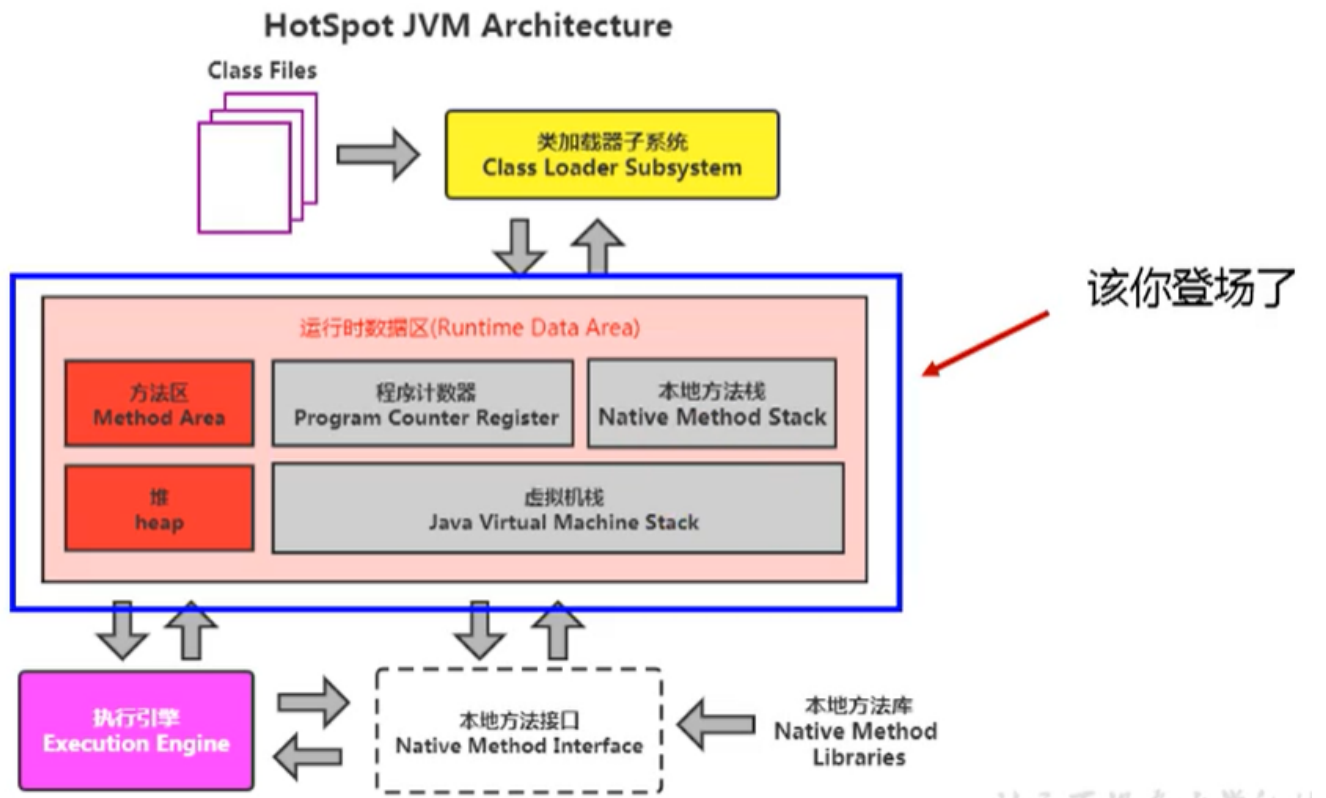 HotSpot JVM Architecture
Class Files
类加载器子系统
Class Loader Subsystem
该你登场了
运行时数据区(Runtime Data Area)
方法区
Method Area
程序计数器
Program Counter Register
本地方法栈
Native Method Stack
堆
heap
虚拟机栈
Java Virtual Machine Stack
执行引擎
Execution Engine
本地方法接口
Native Method Interface
本地方法库
Native Method
Libraries